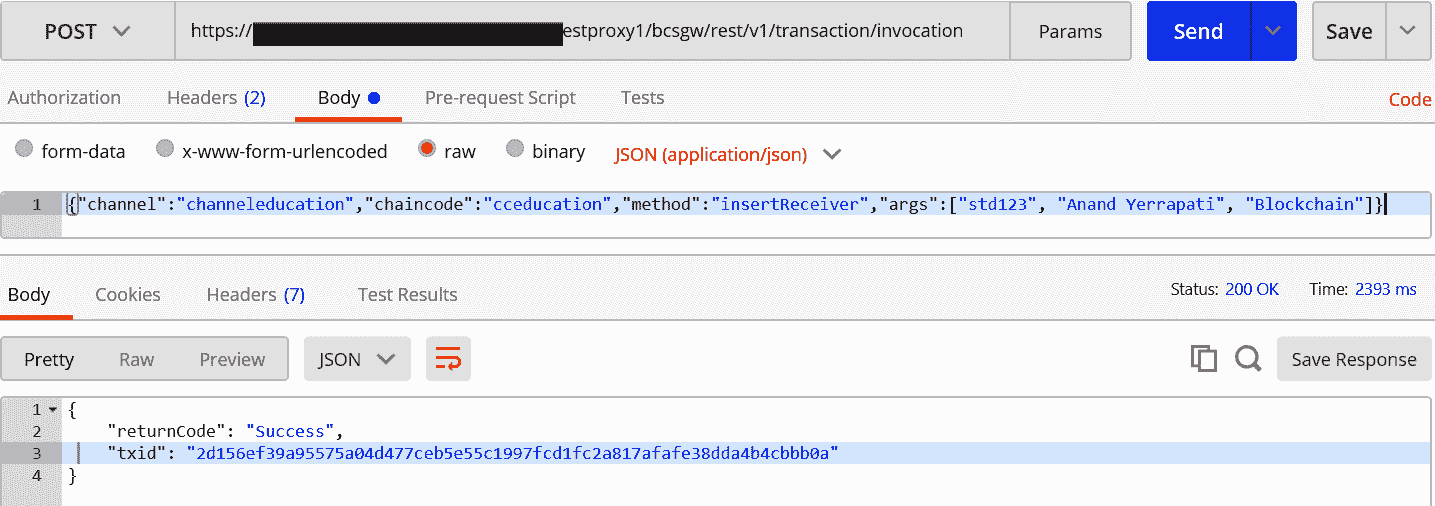 POST https:// estproxy1/bcsgw/rest/v1/transaction/invocation Params Send Save
Authorization Headers (2) Body Pre-request Script Tests Code
form-data x-www-form-urlencoded raw binary JSON (application/json)
1 {"channel":"channeleducation","chaincode":"cceducation","method":"insertReceiver","args":["std123", "Anand Yerrapati", "Blockchain"]}
Body Cookies Headers (7) Test Results Status: 200 OK Time: 2393 ms
Pretty Raw Preview JSON Save Response
1 {
2 "returnCode": "Success",
3 "txid": "2d156ef39a95575a04d477ceb5e55c1997fcd1fc2a817afafe38dda4b4cbbb0a"
4 }